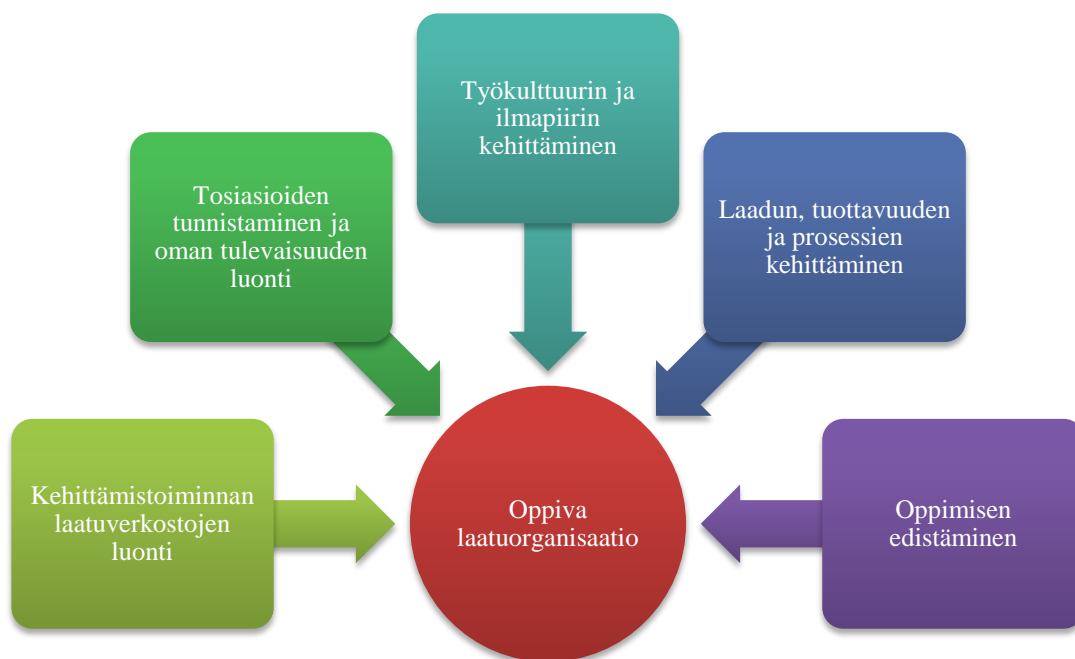 Työkulttuurin ja
ilmapiirin
kehittäminen
Tosiasioiden
tunnistaminen ja
oman tulevaisuuden
luonti
Laadun, tuottavuuden
ja prosessien
kehittäminen
Kehittämistoiminnan
laatuverkostojen
luonti
Oppiva
laatuorganisaatio
Oppimisen
edistäminen